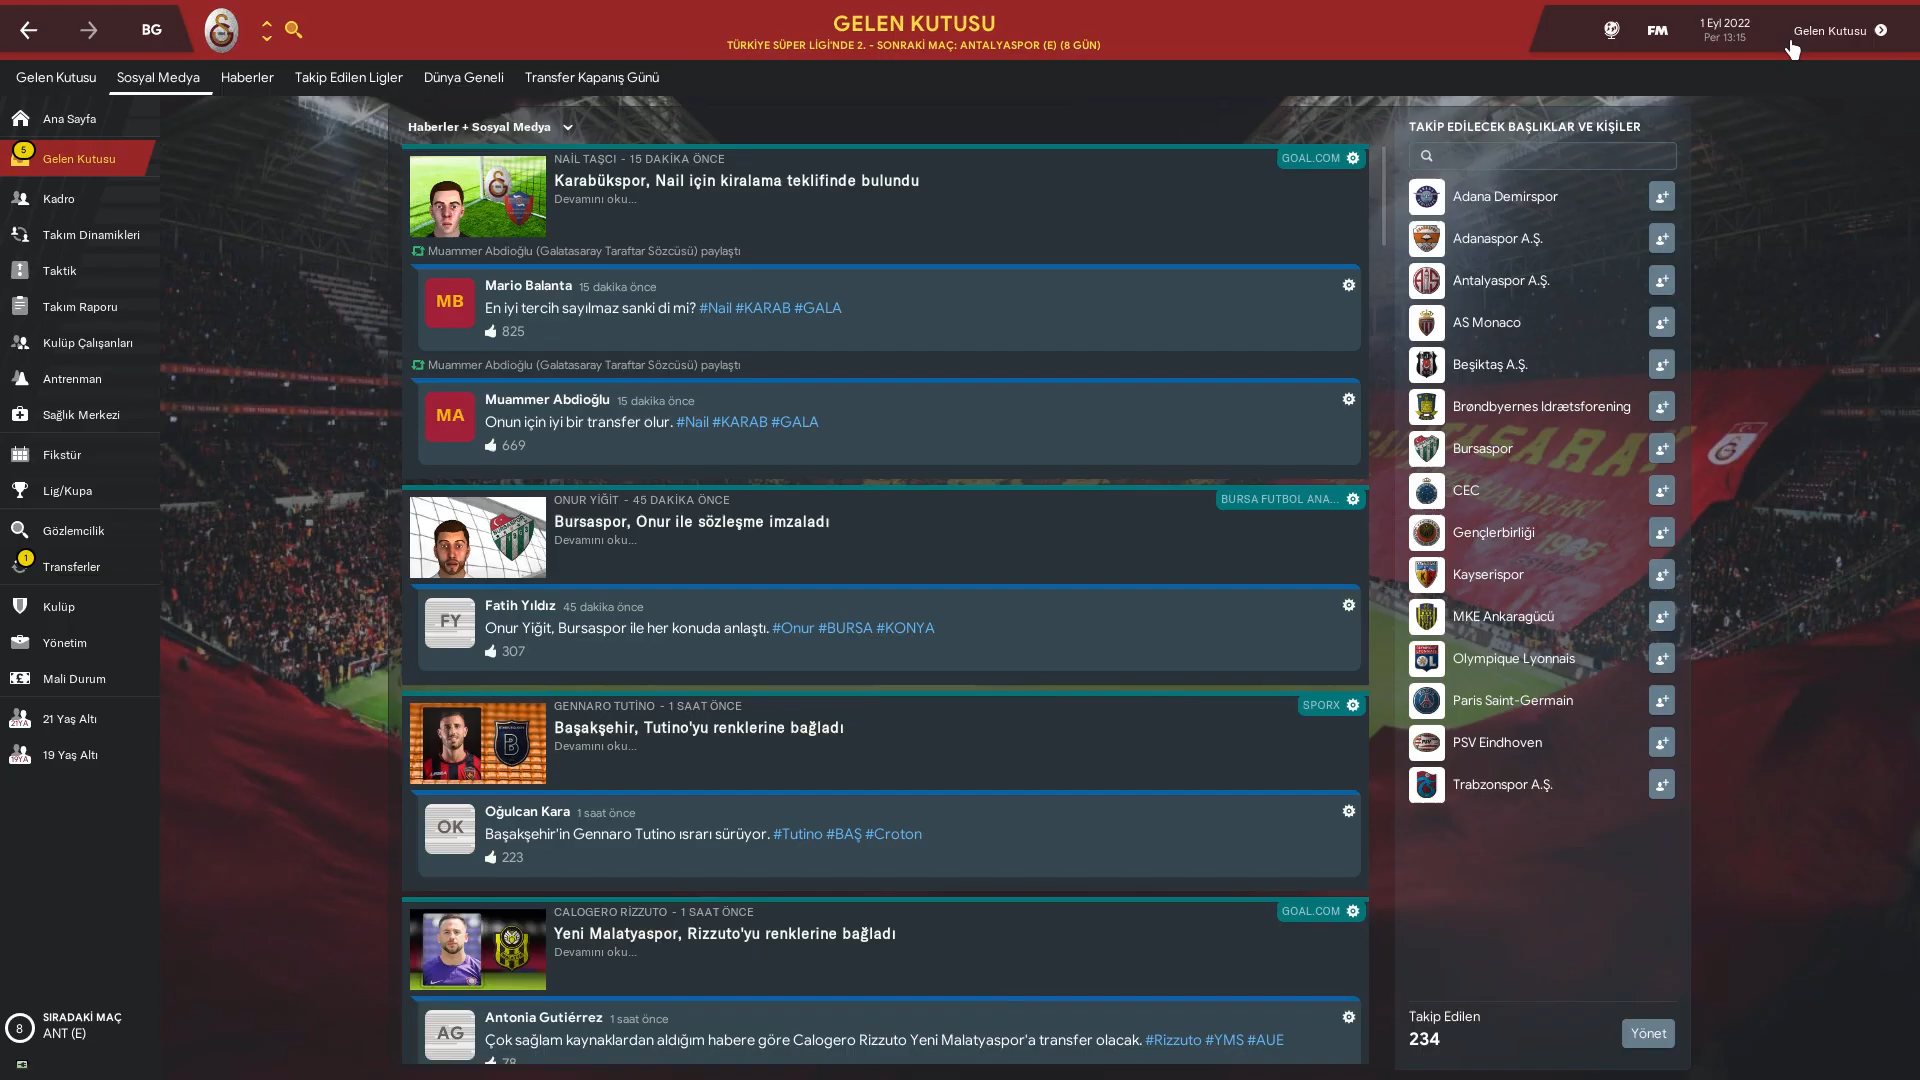 BG
GELEN KUTUSU
TÜRKİYE SÜPER LİGİ'NDE 2. - SONRAKİ MAÇ: ANTALYASPOR (E) (8 GÜN)
FM
1 Eyl 2022
Per 13:15
Gelen Kutusu
Gelen Kutusu
Sosyal Medya
Haberler
Takip Edilen Ligler
Dünya Geneli
Transfer Kapanış Günü
Ana Sayfa
5
Gelen Kutusu
Kadro
Takım Dinamikleri
Taktik
Takım Raporu
Kulüp Çalışanları
Antrenman
Sağlık Merkezi
Fikstür
Lig/Kupa
Gözlemcilik
1
Transferler
Kulüp
Yönetim
Mali Durum
21YA
21 Yaş Altı
19YA
19 Yaş Altı
8
SIRADAKİ MAÇ
ANT (E)
Haberler + Sosyal Medya
NAİL TAŞCI - 15 DAKİKA ÖNCE
GOAL.COM
Karabükspor, Nail için kiralama teklifinde bulundu
Devamını oku...
Muammer Abdioğlu (Galatasaray Taraftar Sözcüsü) paylaştı
MB
Mario Balanta 15 dakika önce
En iyi tercih sayılmaz sanki di mi? #Nail #KARAB #GALA
825
Muammer Abdioğlu (Galatasaray Taraftar Sözcüsü) paylaştı
MA
Muammer Abdioğlu 15 dakika önce
Onun için iyi bir transfer olur. #Nail #KARAB #GALA
669
ONUR YİĞİT - 45 DAKİKA ÖNCE
BURSA FUTBOL ANA...
Bursaspor, Onur ile sözleşme imzaladı
Devamını oku...
FY
Fatih Yıldız 45 dakika önce
Onur Yiğit, Bursaspor ile her konuda anlaştı. #Onur #BURSA #KONYA
307
GENNARO TUTİNO - 1 SAAT ÖNCE
SPORX
Başakşehir, Tutino'yu renklerine bağladı
Devamını oku...
OK
Oğulcan Kara 1 saat önce
Başakşehir'in Gennaro Tutino ısrarı sürüyor. #Tutino #BAŞ #Croton
223
CALOGERO RİZZUTO - 1 SAAT ÖNCE
GOAL.COM
Yeni Malatyaspor, Rizzuto'yu renklerine bağladı
Devamını oku...
AG
Antonia Gutiérrez 1 saat önce
Çok sağlam kaynaklardan aldığım habere göre Calogero Rizzuto Yeni Malatyaspor'a transfer olacak. #Rizzuto #YMS #AUE
78
TAKİP EDİLECEK BAŞLIKLAR VE KİŞİLER
Adana Demirspor
Adanaspor A.Ş.
Antalyaspor A.Ş.
AS Monaco
Beşiktaş A.Ş.
Brøndbyernes Idrætsforening
Bursaspor
CEC
Gençlerbirliği
Kayserispor
MKE Ankaragücü
Olympique Lyonnais
Paris Saint-Germain
PSV Eindhoven
Trabzonspor A.Ş.
Takip Edilen
234
Yönet